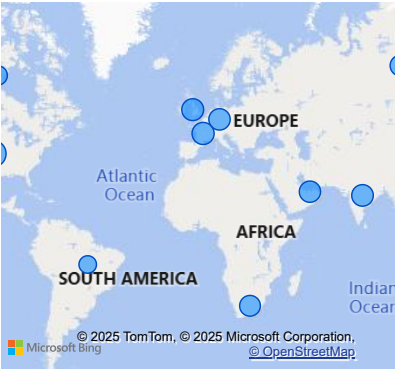 EUROPE
Atlantic
Ocean
AFRICA
SOUTH AMERICA
Indian
Ocean
© 2025 TomTom, © 2025 Microsoft Corporation,
Microsoft Bing
© OpenStreetMap